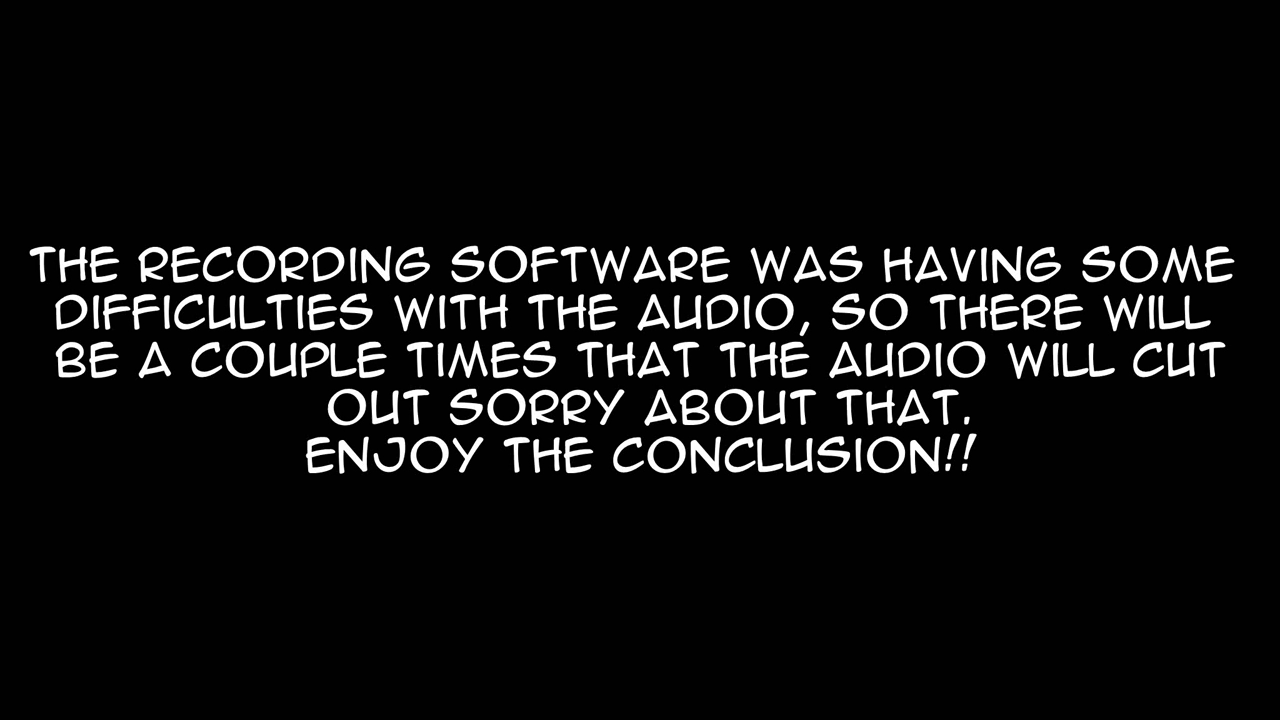 THE RECORDING SOFTWARE WAS HAVING SOME
DIFFICULTIES WITH THE AUDIO, SO THERE WILL
BE A COUPLE TIMES THAT THE AUDIO WILL CUT
OUT SORRY ABOUT THAT.
ENJOY THE CONCLUSION!!